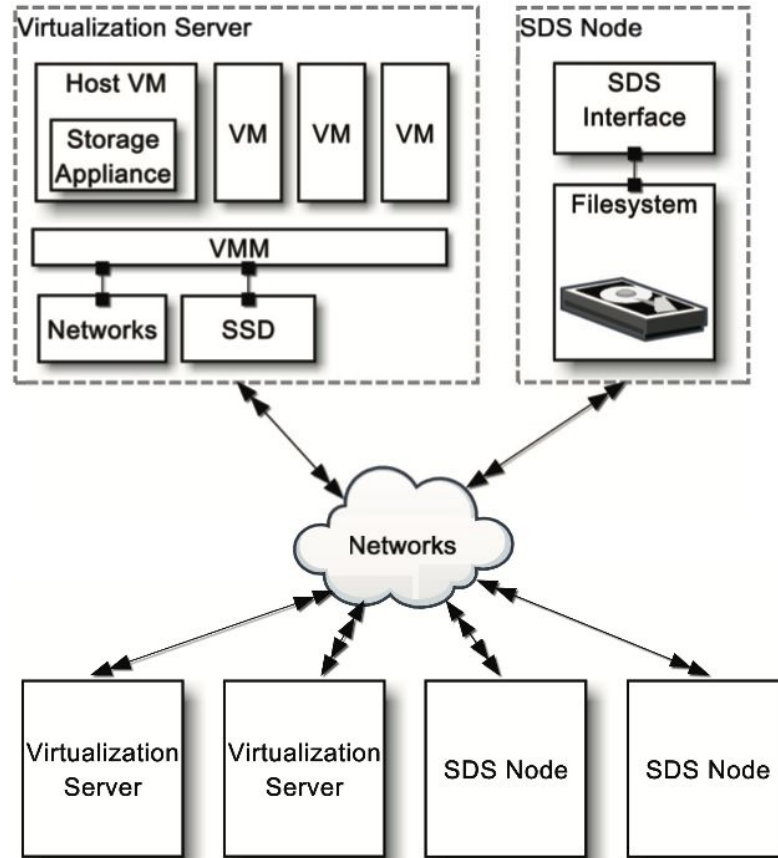 Virtualization Server
Host VM
Storage
Appliance
VM
VM
VM
VMM
Networks
SSD
SDS Node
SDS
Interface
Filesystem
Networks
Virtualization
Server
Virtualization
Server
SDS Node
SDS Node